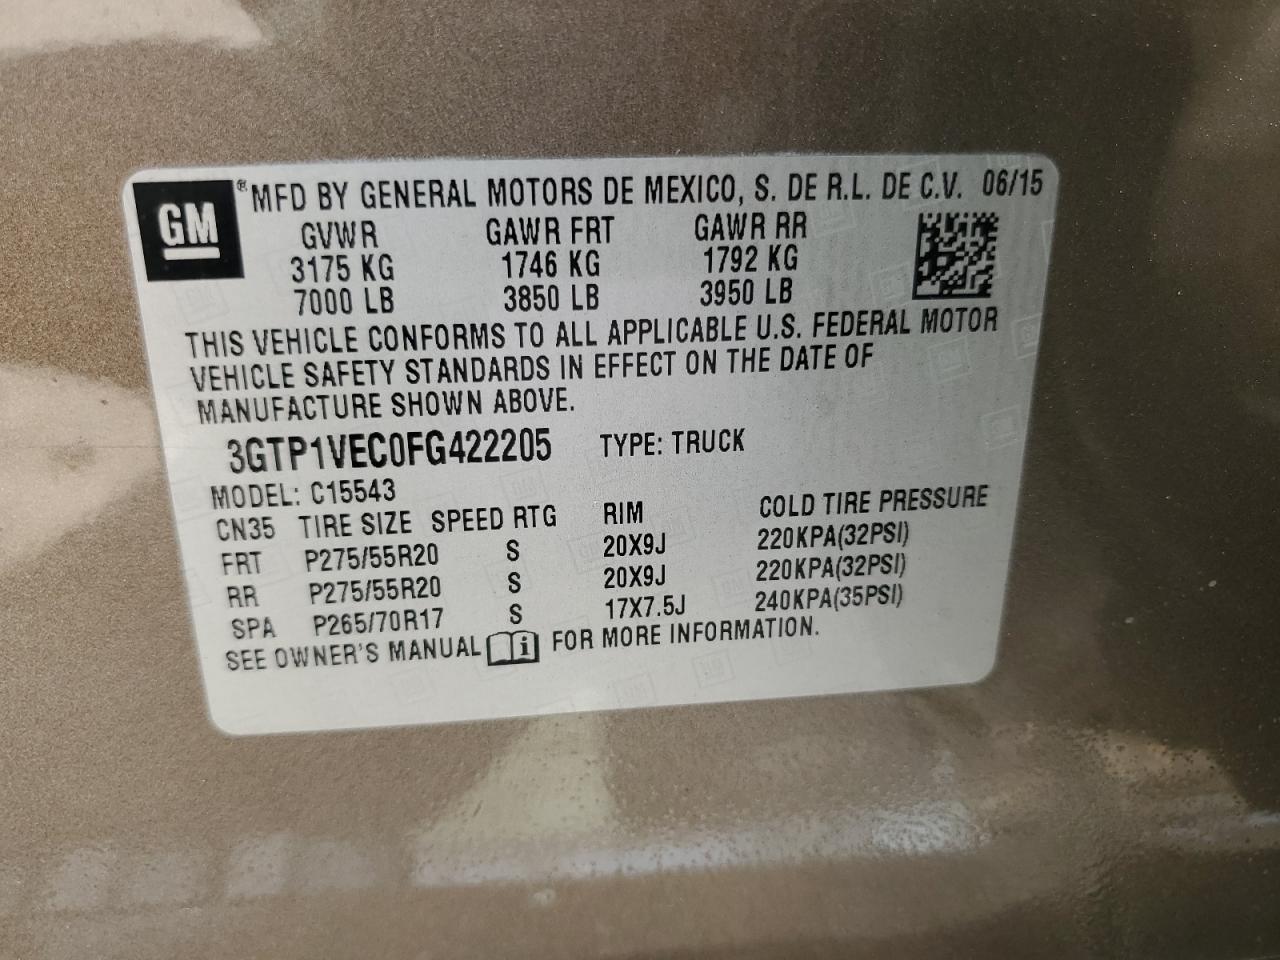 GM ® MFD BY GENERAL MOTORS DE MEXICO, S. DE R.L. DE C.V. 06/15
GVWR GAWR FRT GAWR RR
3175 KG 1746 KG 1792 KG
7000 LB 3850 LB 3950 LB
THIS VEHICLE CONFORMS TO ALL APPLICABLE U.S. FEDERAL MOTOR
VEHICLE SAFETY STANDARDS IN EFFECT ON THE DATE OF
MANUFACTURE SHOWN ABOVE.
3GTP1VEC0FG422205 TYPE: TRUCK
MODEL: C15543
CN35 TIRE SIZE SPEED RTG RIM COLD TIRE PRESSURE
FRT P275/55R20 S 20X9J 220KPA(32PSI)
RR P275/55R20 S 20X9J 220KPA(32PSI)
SPA P265/70R17 S 17X7.5J 240KPA(35PSI)
SEE OWNER'S MANUAL i FOR MORE INFORMATION.